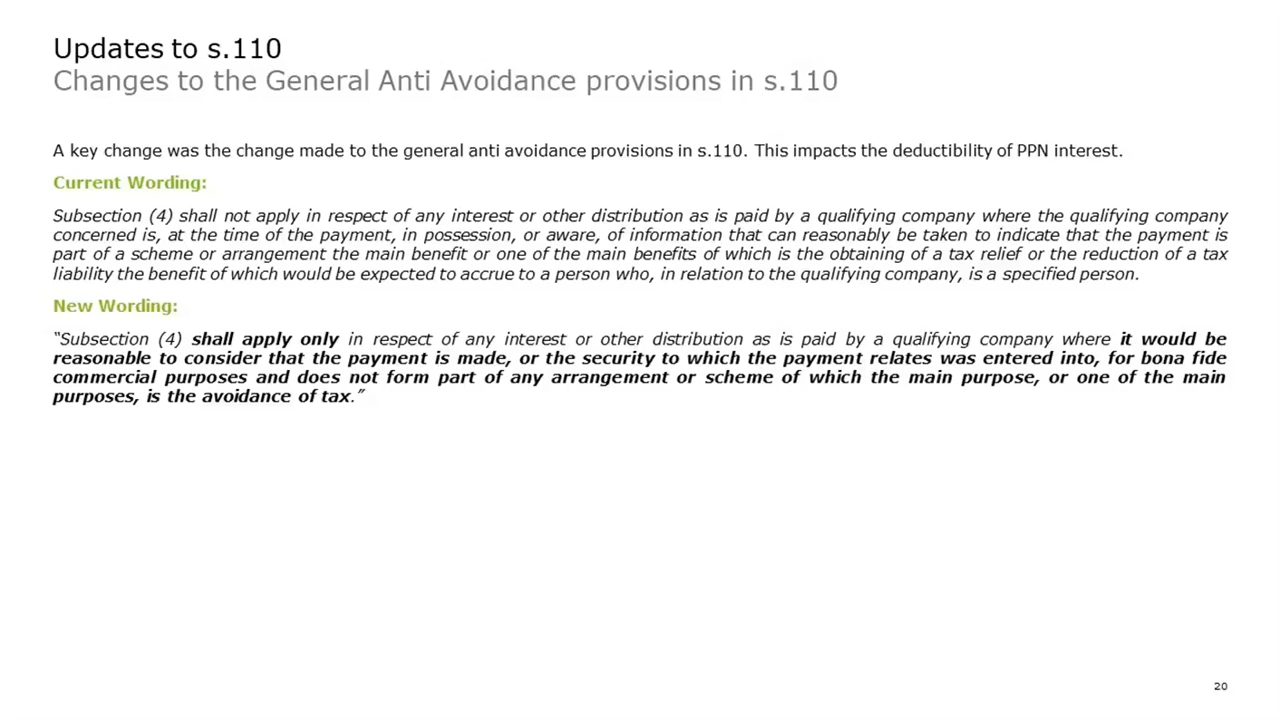 Updates to s.110
Changes to the General Anti Avoidance provisions in s.110
A key change was the change made to the general anti avoidance provisions in s.110. This impacts the deductibility of PPN interest.
Current Wording:
Subsection (4) shall not apply in respect of any interest or other distribution as is paid by a qualifying company where the qualifying company
concerned is, at the time of the payment, in possession, or aware, of information that can reasonably be taken to indicate that the payment is
part of a scheme or arrangement the main benefit or one of the main benefits of which is the obtaining of a tax relief or the reduction of a tax
liability the benefit of which would be expected to accrue to a person who, in relation to the qualifying company, is a specified person.
New Wording:
“Subsection (4) shall apply only in respect of any interest or other distribution as is paid by a qualifying company where it would be
reasonable to consider that the payment is made, or the security to which the payment relates was entered into, for bona fide
commercial purposes and does not form part of any arrangement or scheme of which the main purpose, or one of the main
purposes, is the avoidance of tax.”
20